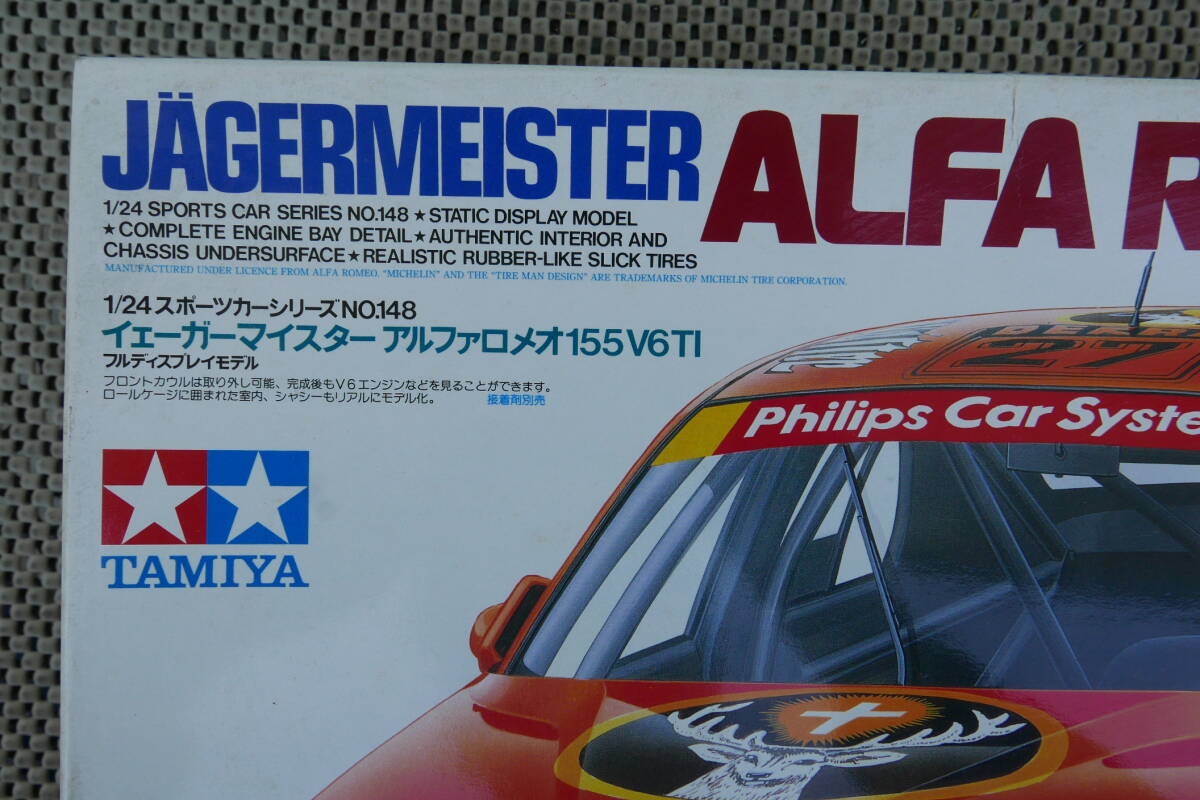 JÄGERMEISTER ALFA R
1/24 SPORTS CAR SERIES NO.148 ★ STATIC DISPLAY MODEL
★ COMPLETE ENGINE BAY DETAIL ★ AUTHENTIC INTERIOR AND
CHASSIS UNDERSURFACE ★ REALISTIC RUBBER-LIKE SLICK TIRES
MANUFACTURED UNDER LICENCE FROM ALFA ROMEO. "MICHELIN" AND THE "TIRE MAN DESIGN" ARE TRADEMARKS OF MICHELIN TIRE CORPORATION.
1/24スポーツカーシリーズNO.148
イェーガーマイスター アルファロメオ155 V6 TI
フルディスプレイモデル
フロントカウルは取り外し可能、完成後もV6エンジンなどを見ることができます。
ロールケージに囲まれた室内、シャシーもリアルにモデル化。 接着剤別売
27
Philips Car Syste
TAMIYA